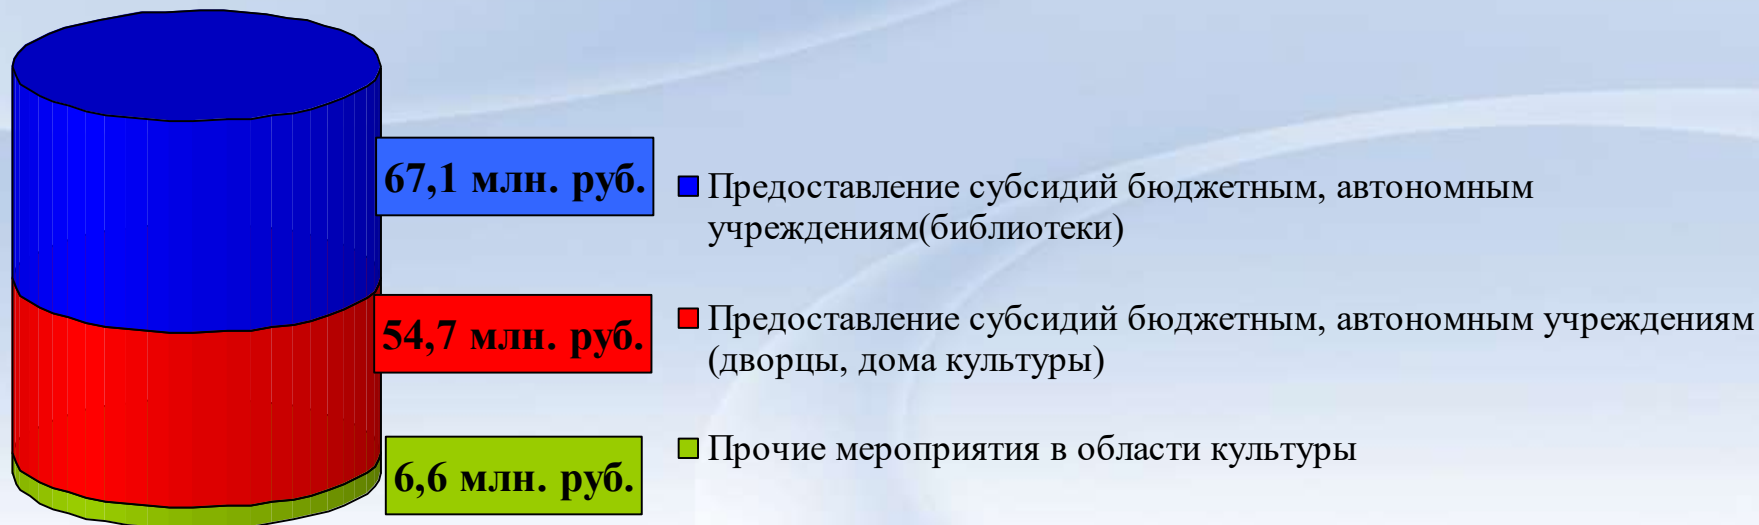 67,1 млн. руб.
Предоставление субсидий бюджетным, автономным
учреждениям(библиотеки)
54,7 млн. руб.
Предоставление субсидий бюджетным, автономным учреждениям
(дворцы, дома культуры)
6,6 млн. руб.
Прочие мероприятия в области культуры